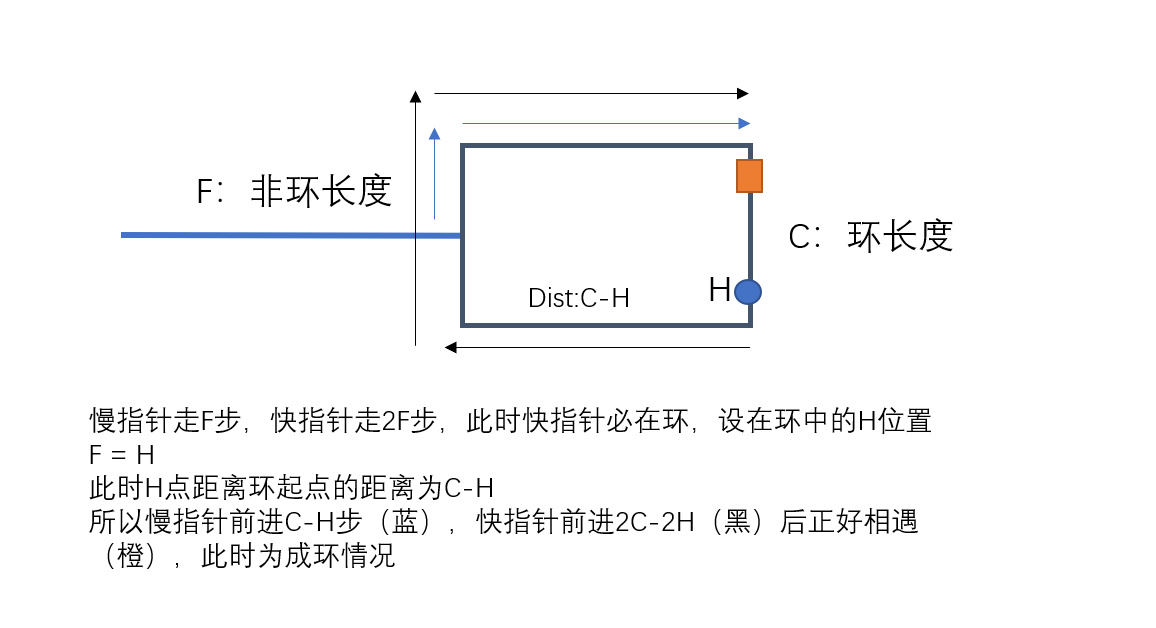 F：非环长度
C：环长度
H
Dist:C-H
慢指针走F步，快指针走2F步，此时快指针必在环，设在环中的H位置
F = H
此时H点距离环起点的距离为C-H
所以慢指针前进C-H步（蓝），快指针前进2C-2H（黑）后正好相遇
（橙），此时为成环情况